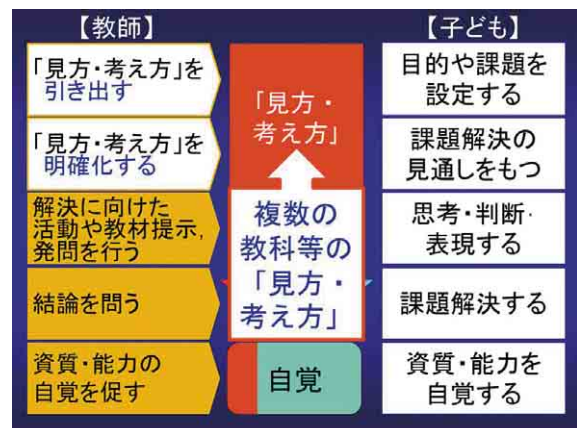 【教師】
「見方・考え方」を
引き出す
「見方・考え方」を
明確化する
解決に向けた
活動や教材提示,
発問を行う
結論を問う
資質・能力の
自覚を促す
「見方・
考え方」
複数の
教科等の
「見方・
考え方」
自覚
【子ども】
目的や課題を
設定する
課題解決の
見通しをもつ
思考・判断・
表現する
課題解決する
資質・能力を
自覚する